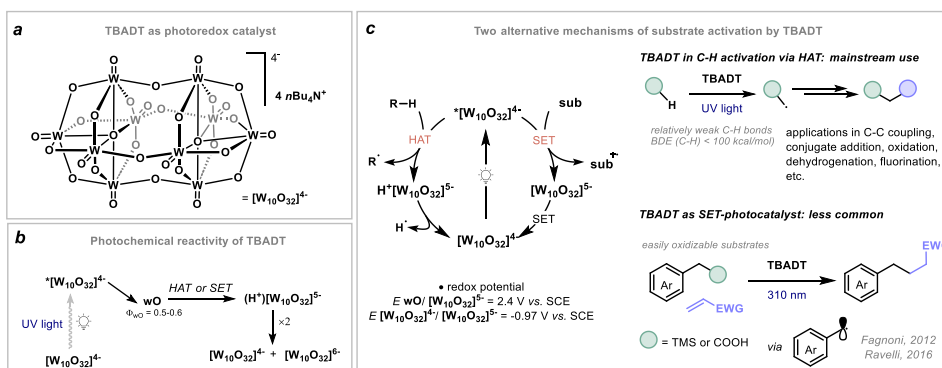 a
TBADT as photoredox catalyst
4-
4 nBu4N+
O
O
O
O
W
O
W
O
O
O
O
W
O
O
W
O
O=W
W
W
W=O
O
O
O
O
O
O
O
W
O
W
O
O
O
= [W10O32]4-
b
Photochemical reactivity of TBADT
*[W10O32]4-
HAT or SET
wO
(H+)[W10O32]5-
ΦWO = 0.5-0.6
UV light
×2
[W10O32]4-
[W10O32]4- + [W10O32]6-
c
Two alternative mechanisms of substrate activation by TBADT
R–H
*[W10O32]4-
sub
HAT
SET
R·
sub+·
H+[W10O32]5-
[W10O32]5-
H·
SET
[W10O32]4-
• redox potential
E wO/ [W10O32]5- = 2.4 V vs. SCE
E [W10O32]4-/ [W10O32]5- = -0.97 V vs. SCE
TBADT in C-H activation via HAT: mainstream use
TBADT
H
UV light
relatively weak C-H bonds
BDE (C-H) < 100 kcal/mol)
applications in C-C coupling,
conjugate addition, oxidation,
dehydrogenation, fluorination,
etc.
TBADT as SET-photocatalyst: less common
easily oxidizable substrates
EWG
TBADT
Ar
310 nm
Ar
EWG
= TMS or COOH
via
Ar
Fagnoni, 2012
Ravelli, 2016